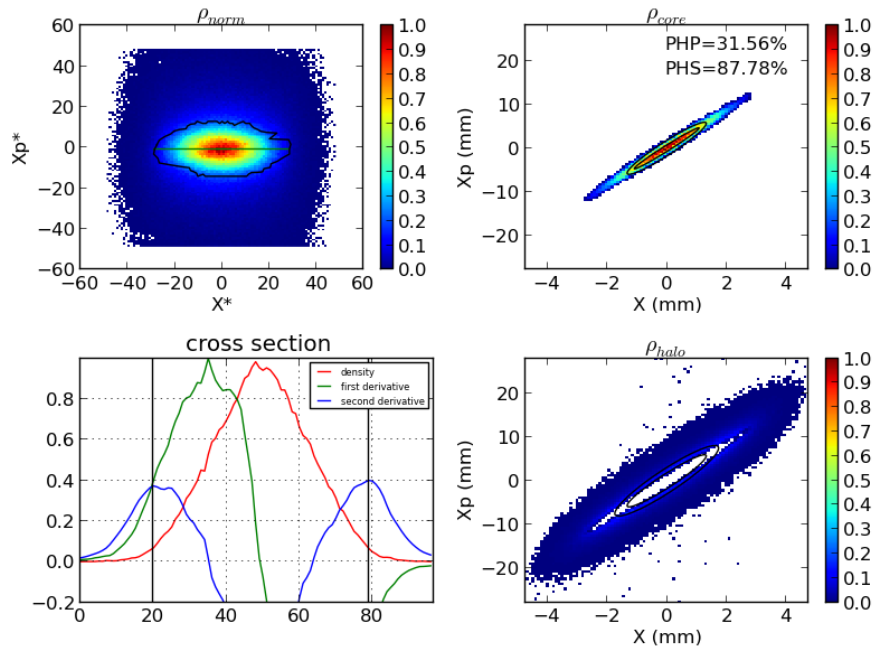 ρnorm
60
40
20
0
−20
−40
−60
Xp*
−60 −40 −20 0 20 40 60
X*
1.0
0.9
0.8
0.7
0.6
0.5
0.4
0.3
0.2
0.1
0.0
ρcore
PHP=31.56%
PHS=87.78%
20
10
0
−10
−20
Xp (mm)
−4 −2 0 2 4
X (mm)
1.0
0.9
0.8
0.7
0.6
0.5
0.4
0.3
0.2
0.1
0.0
cross section
density
first derivative
second derivative
0.8
0.6
0.4
0.2
0.0
−0.2
0 20 40 60 80
ρhalo
20
10
0
−10
−20
Xp (mm)
−4 −2 0 2 4
X (mm)
1.0
0.9
0.8
0.7
0.6
0.5
0.4
0.3
0.2
0.1
0.0